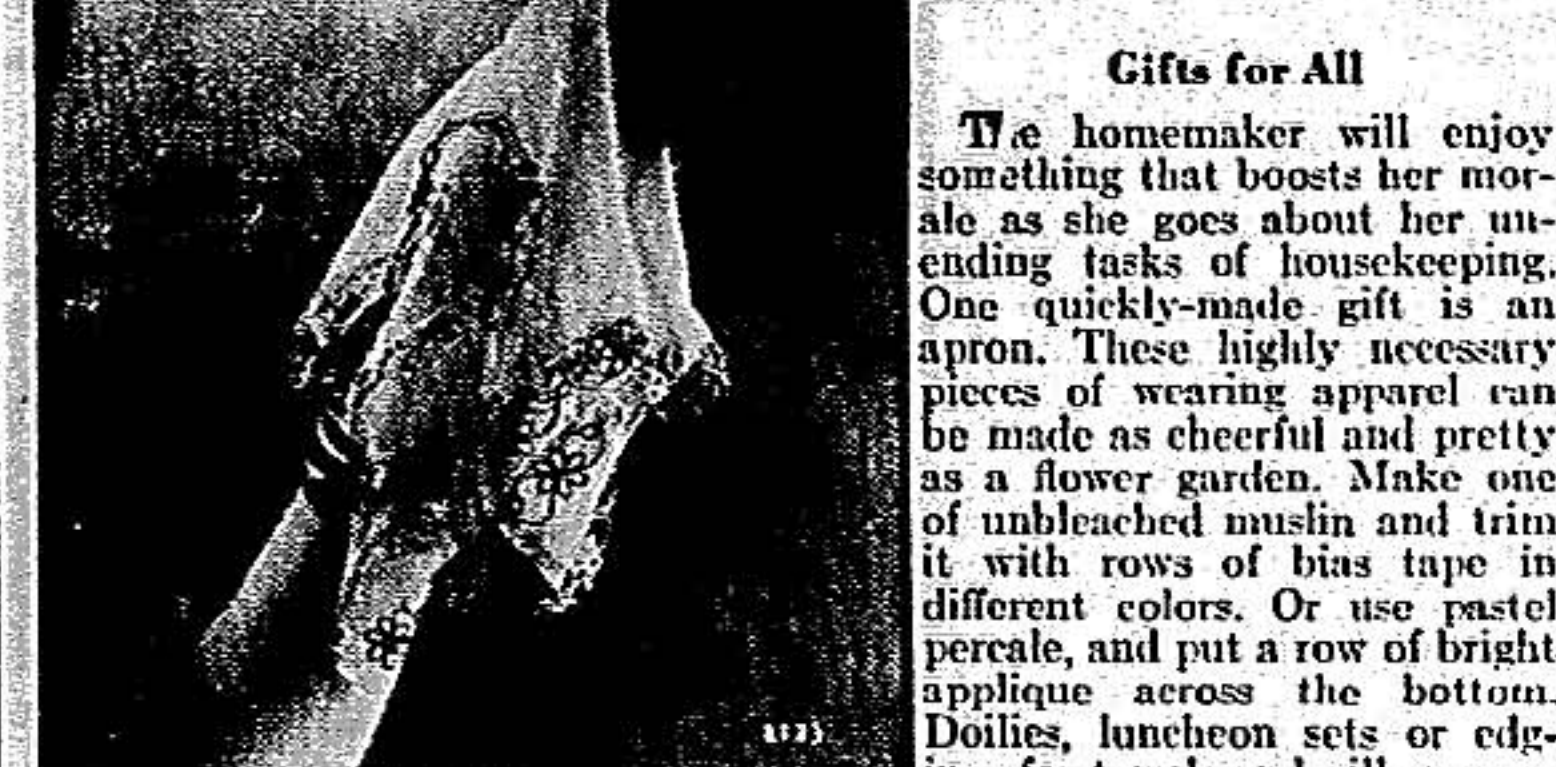 Gifts for All
The homemaker will enjoy
something that boosts her mor-
ale as she goes about her un-
ending tasks of housekeeping.
One quickly-made gift is an
apron. These highly necessary
pieces of wearing apparel can
be made as cheerful and pretty
as a flower garden. Make one
of unbleached muslin and trim
it with rows of bias tape in
different colors. Or use pastel
percale, and put a row of bright
applique across the bottom.
Doilies, luncheon sets or edg-